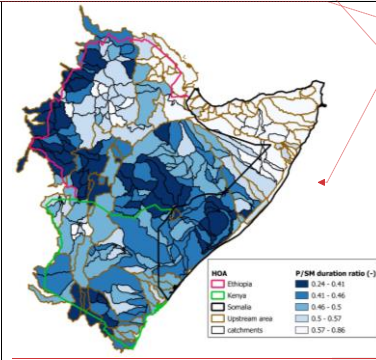 HOA
Ethiopia
Kenya
Somalia
Upstream area
catchments
P/SM duration ratio (-)
0.24 - 0.41
0.41 - 0.46
0.46 - 0.5
0.5 - 0.57
0.57 - 0.86